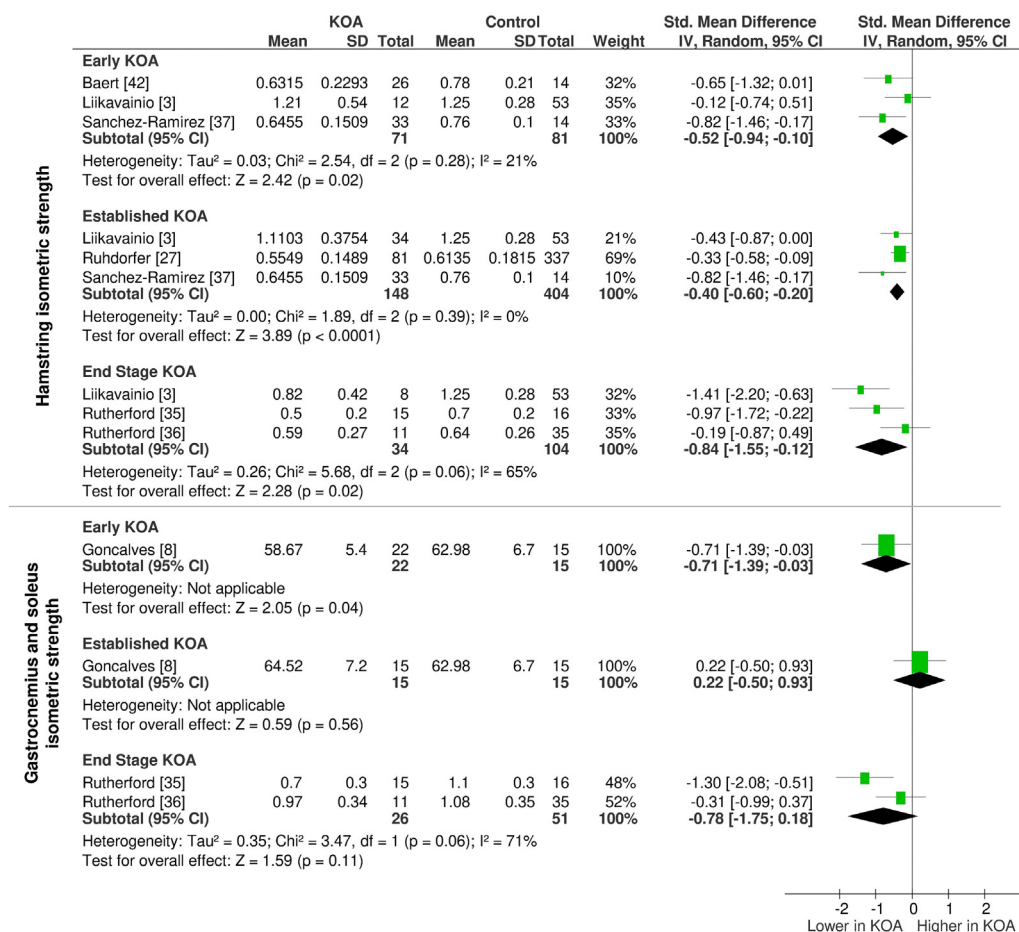 KOA Control Std. Mean Difference Std. Mean Difference
Mean SD Total Mean SD Total Weight IV, Random, 95% CI IV, Random, 95% CI
Hamstring isometric strength
Early KOA
Baert [42] 0.6315 0.2293 26 0.78 0.21 14 32% -0.65 [-1.32; 0.01]
Liikavainio [3] 1.21 0.54 12 1.25 0.28 53 35% -0.12 [-0.74; 0.51]
Sanchez-Ramirez [37] 0.6455 0.1509 33 0.76 0.1 14 33% -0.82 [-1.46; -0.17]
Subtotal (95% CI) 71 81 100% -0.52 [-0.94; -0.10]
Heterogeneity: Tau² = 0.03; Chi² = 2.54, df = 2 (p = 0.28); I² = 21%
Test for overall effect: Z = 2.42 (p = 0.02)
Established KOA
Liikavainio [3] 1.1103 0.3754 34 1.25 0.28 53 21% -0.43 [-0.87; 0.00]
Ruhdorfer [27] 0.5549 0.1489 81 0.6135 0.1815 337 69% -0.33 [-0.58; -0.09]
Sanchez-Ramirez [37] 0.6455 0.1509 33 0.76 0.1 14 10% -0.82 [-1.46; -0.17]
Subtotal (95% CI) 148 404 100% -0.40 [-0.60; -0.20]
Heterogeneity: Tau² = 0.00; Chi² = 1.89, df = 2 (p = 0.39); I² = 0%
Test for overall effect: Z = 3.89 (p < 0.0001)
End Stage KOA
Liikavainio [3] 0.82 0.42 8 1.25 0.28 53 32% -1.41 [-2.20; -0.63]
Rutherford [35] 0.5 0.2 15 0.7 0.2 16 33% -0.97 [-1.72; -0.22]
Rutherford [36] 0.59 0.27 11 0.64 0.26 35 35% -0.19 [-0.87; 0.49]
Subtotal (95% CI) 34 104 100% -0.84 [-1.55; -0.12]
Heterogeneity: Tau² = 0.26; Chi² = 5.68, df = 2 (p = 0.06); I² = 65%
Test for overall effect: Z = 2.28 (p = 0.02)
Gastrocnemius and soleus
isometric strength
Early KOA
Goncalves [8] 58.67 5.4 22 62.98 6.7 15 100% -0.71 [-1.39; -0.03]
Subtotal (95% CI) 22 15 100% -0.71 [-1.39; -0.03]
Heterogeneity: Not applicable
Test for overall effect: Z = 2.05 (p = 0.04)
Established KOA
Goncalves [8] 64.52 7.2 15 62.98 6.7 15 100% 0.22 [-0.50; 0.93]
Subtotal (95% CI) 15 15 100% 0.22 [-0.50; 0.93]
Heterogeneity: Not applicable
Test for overall effect: Z = 0.59 (p = 0.56)
End Stage KOA
Rutherford [35] 0.7 0.3 15 1.1 0.3 16 48% -1.30 [-2.08; -0.51]
Rutherford [36] 0.97 0.34 11 1.08 0.35 35 52% -0.31 [-0.99; 0.37]
Subtotal (95% CI) 26 51 100% -0.78 [-1.75; 0.18]
Heterogeneity: Tau² = 0.35; Chi² = 3.47, df = 1 (p = 0.06); I² = 71%
Test for overall effect: Z = 1.59 (p = 0.11)
-2 -1 0 1 2
Lower in KOA Higher in KOA